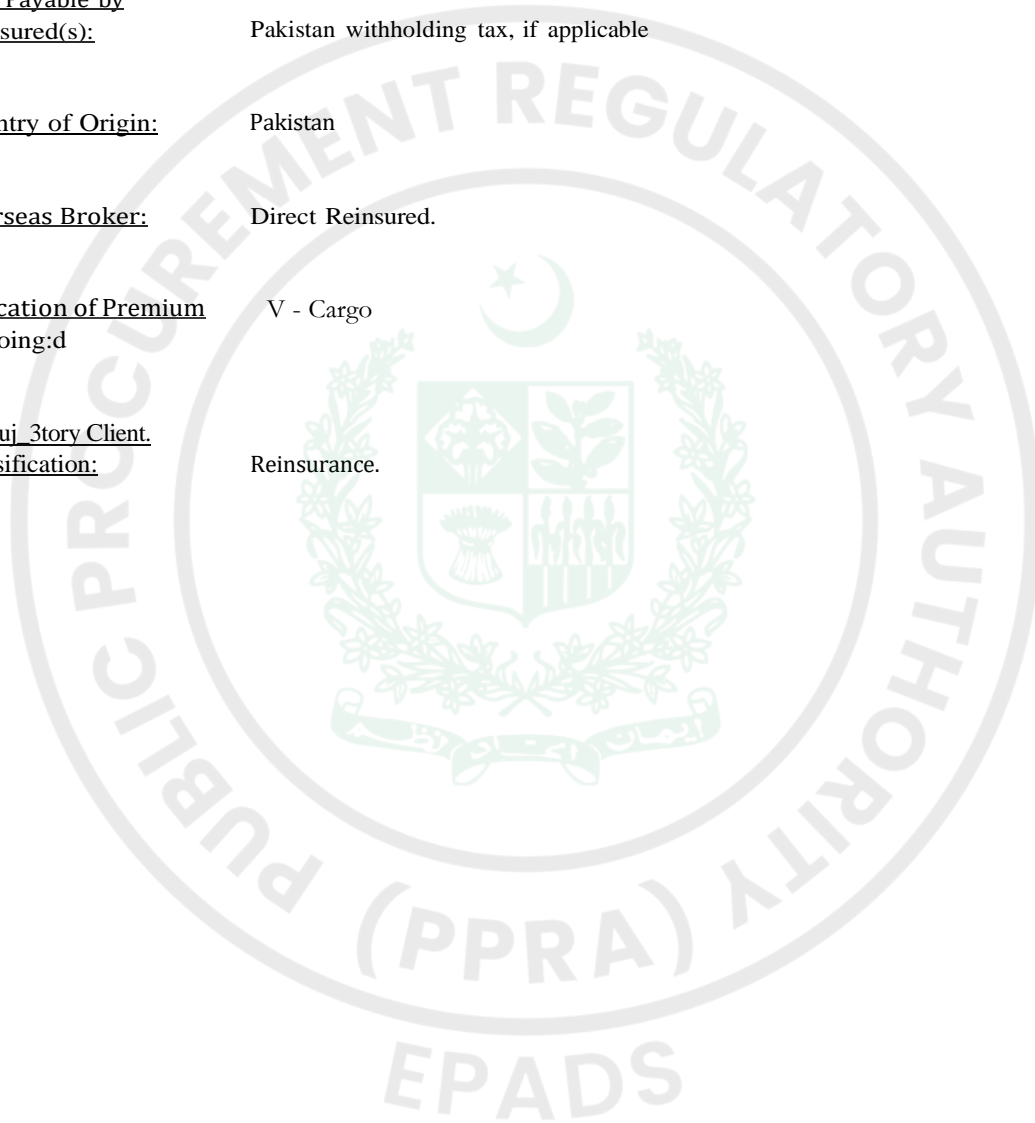 Payable by
sured(s): Pakistan withholding tax, if applicable
ntry of Origin: Pakistan
rseas Broker: Direct Reinsured.
cation of Premium V - Cargo
oing:d
uj_3tory Client.
sification: Reinsurance.
PUBLIC PROCUREMENT REGULATORY AUTHORITY
(PPRA)
EPADS